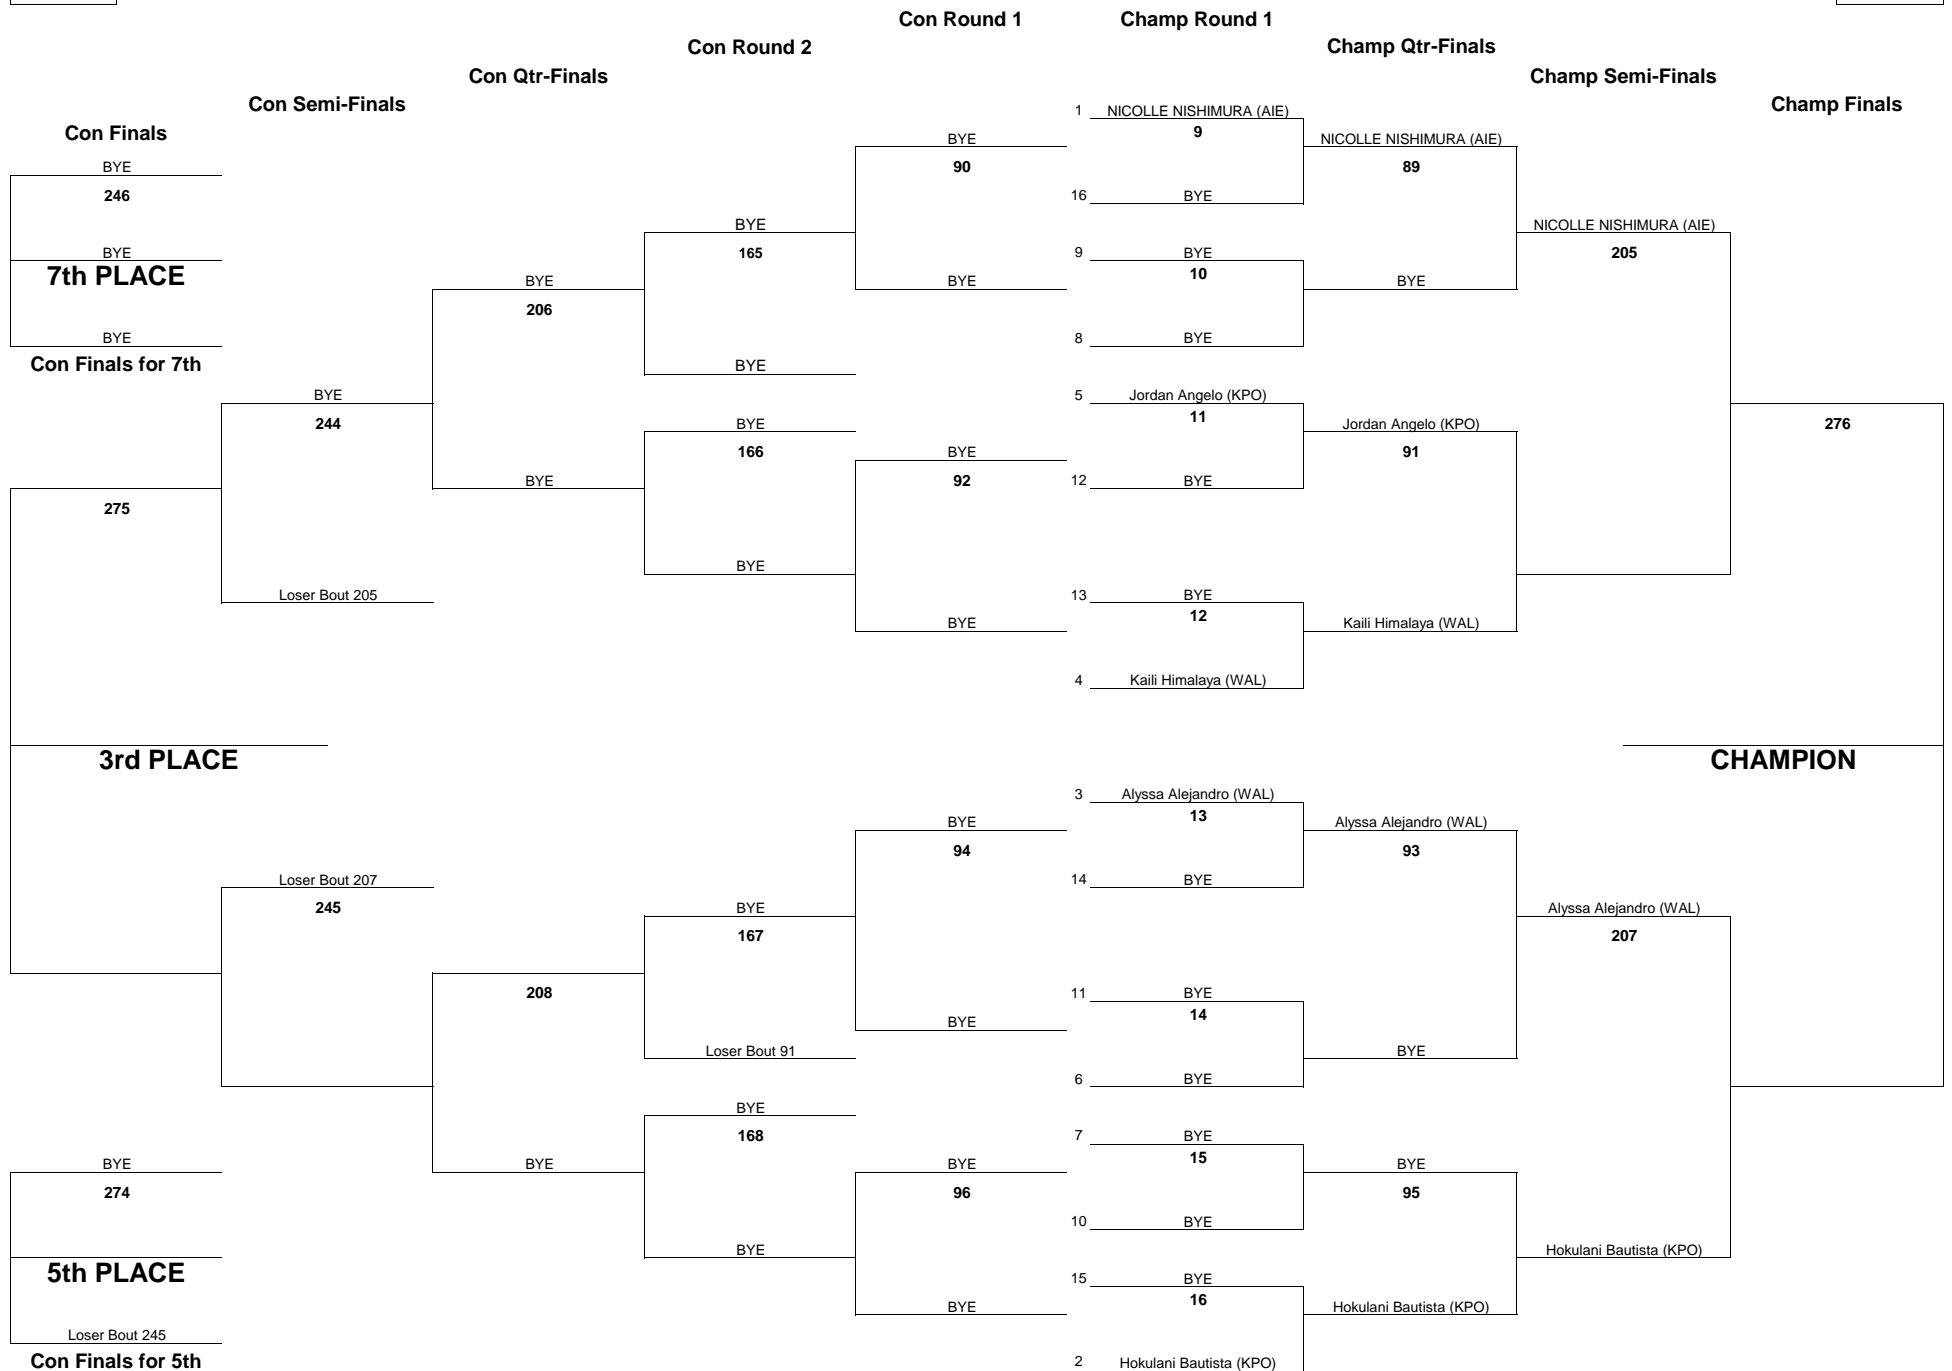 Con Round 1
Champ Round 1
Con Round 2
Champ Qtr-Finals
Con Qtr-Finals
Champ Semi-Finals
Con Semi-Finals
Champ Finals
Con Finals
1 NICOLLE NISHIMURA (AIE)
9
16 BYE
9 BYE
10
8 BYE
5 Jordan Angelo (KPO)
11
12 BYE
13 BYE
12
4 Kaili Himalaya (WAL)
3 Alyssa Alejandro (WAL)
13
14 BYE
11 BYE
14
6 BYE
7 BYE
15
10 BYE
15 BYE
16
2 Hokulani Bautista (KPO)
NICOLLE NISHIMURA (AIE)
89
BYE
Jordan Angelo (KPO)
91
Kaili Himalaya (WAL)
Alyssa Alejandro (WAL)
93
BYE
BYE
95
Hokulani Bautista (KPO)
NICOLLE NISHIMURA (AIE)
205
Alyssa Alejandro (WAL)
207
Hokulani Bautista (KPO)
276
CHAMPION
BYE
90
BYE
BYE
92
BYE
BYE
94
BYE
BYE
96
BYE
BYE
165
BYE
BYE
166
BYE
BYE
167
Loser Bout 91
BYE
168
BYE
BYE
206
BYE
208
BYE
BYE
244
Loser Bout 205
Loser Bout 207
245
BYE
246
BYE
7th PLACE
BYE
Con Finals for 7th
275
3rd PLACE
BYE
274
5th PLACE
Loser Bout 245
Con Finals for 5th